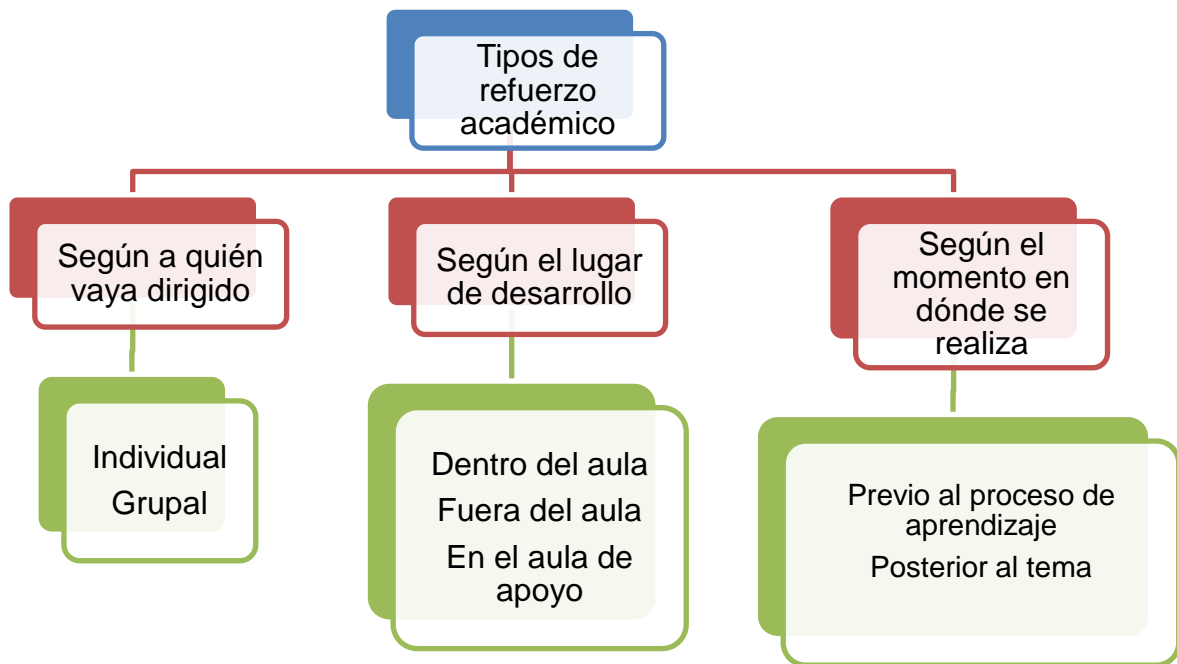 Tipos de
refuerzo
académico
Según a quién
vaya dirigido
Según el lugar
de desarrollo
Según el
momento en
dónde se
realiza
Individual
Grupal
Dentro del aula
Fuera del aula
En el aula de
apoyo
Previo al proceso de
aprendizaje
Posterior al tema